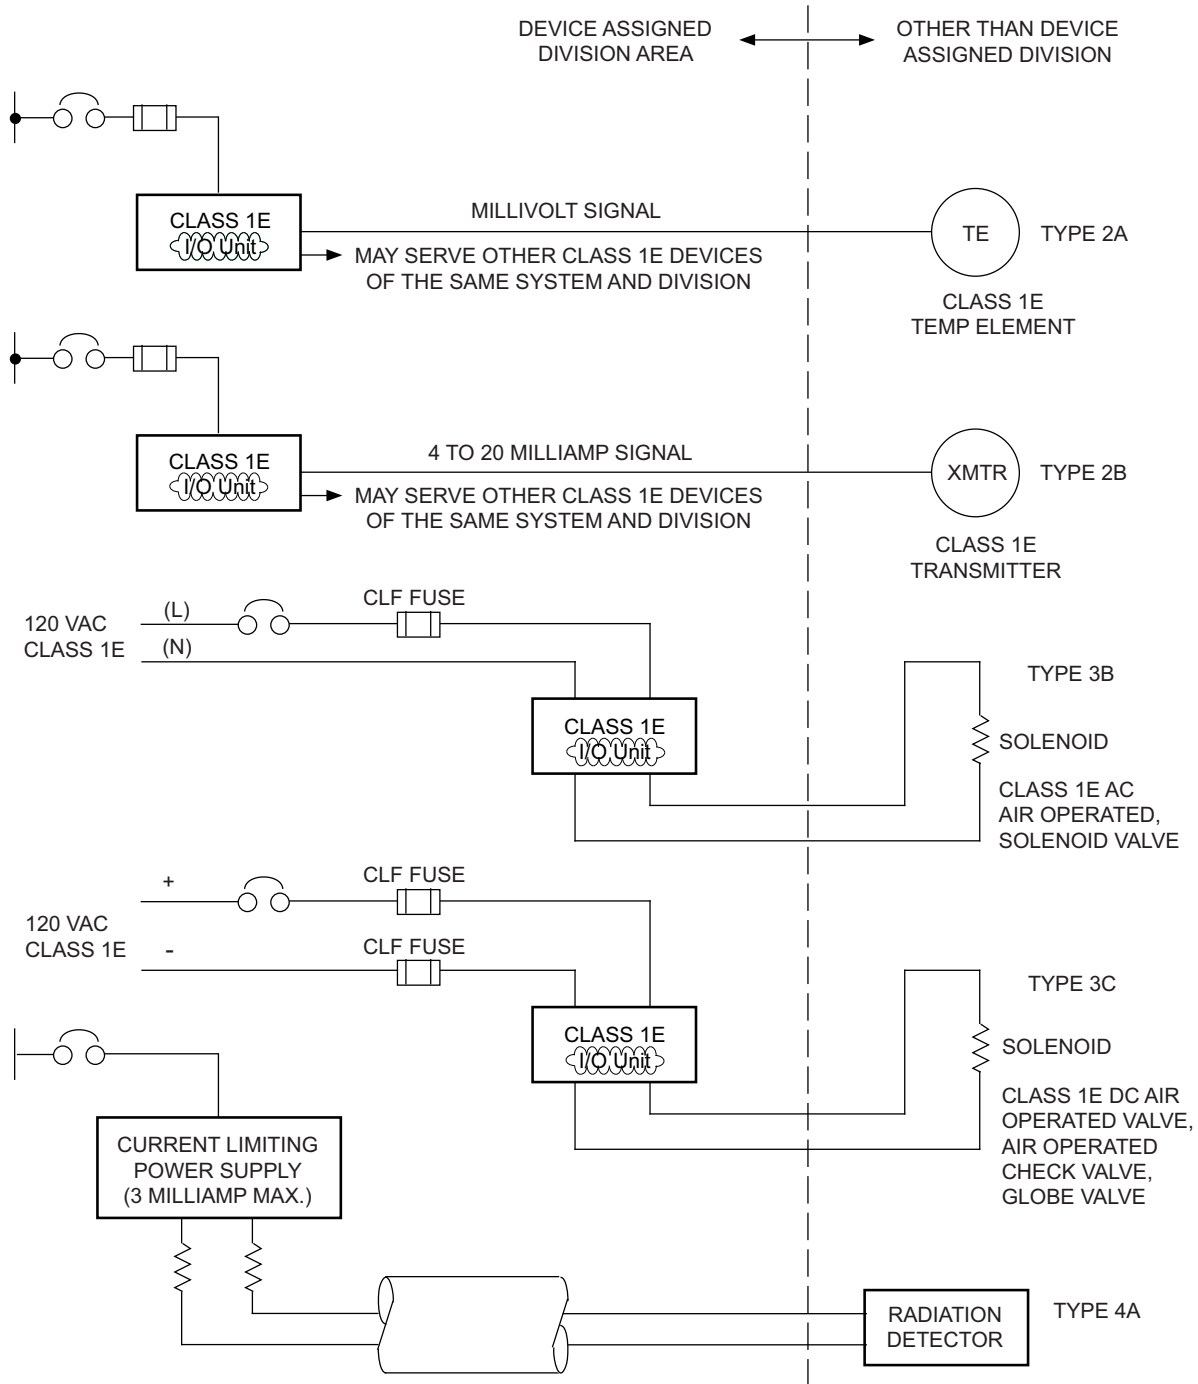 DEVICE ASSIGNED
DIVISION AREA
OTHER THAN DEVICE
ASSIGNED DIVISION
CLASS 1E
I/O Unit
MILLIVOLT SIGNAL
MAY SERVE OTHER CLASS 1E DEVICES
OF THE SAME SYSTEM AND DIVISION
TE
TYPE 2A
CLASS 1E
TEMP ELEMENT
CLASS 1E
I/O Unit
4 TO 20 MILLIAMP SIGNAL
MAY SERVE OTHER CLASS 1E DEVICES
OF THE SAME SYSTEM AND DIVISION
XMTR
TYPE 2B
CLASS 1E
TRANSMITTER
120 VAC
CLASS 1E
(L)
(N)
CLF FUSE
CLASS 1E
I/O Unit
TYPE 3B
SOLENOID
CLASS 1E AC
AIR OPERATED,
SOLENOID VALVE
120 VAC
CLASS 1E
+
-
CLF FUSE
CLF FUSE
CLASS 1E
I/O Unit
TYPE 3C
SOLENOID
CLASS 1E DC AIR
OPERATED VALVE,
AIR OPERATED
CHECK VALVE,
GLOBE VALVE
CURRENT LIMITING
POWER SUPPLY
(3 MILLIAMP MAX.)
RADIATION
DETECTOR
TYPE 4A